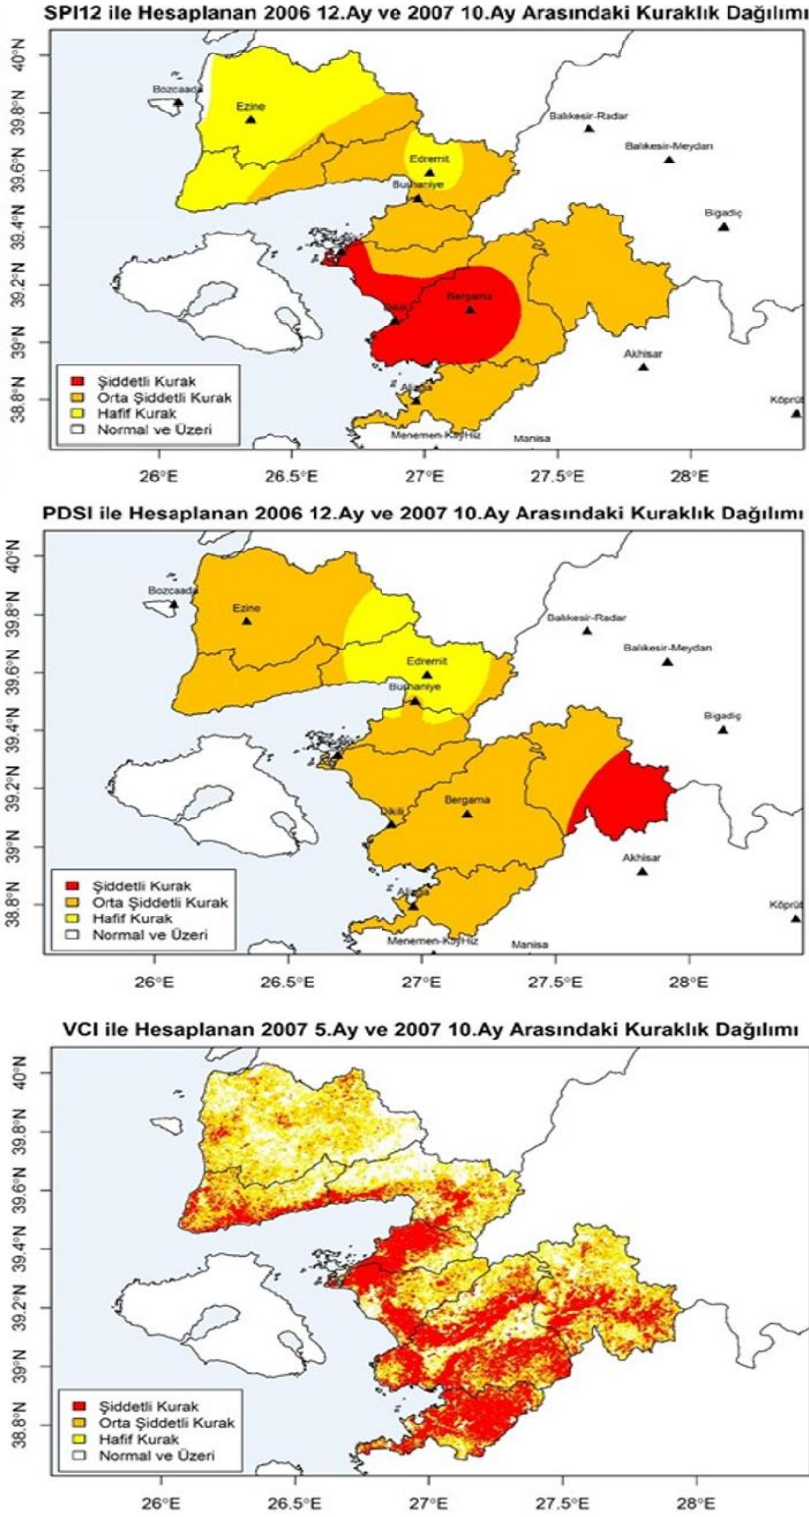 SPI12 ile Hesaplanan 2006 12.Ay ve 2007 10.Ay Arasındaki Kuraklık Dağılımı
40°N
39.8°N
39.6°N
39.4°N
39.2°N
39°N
38.8°N
Bozcaada
Ezine
Balıkesir-Radar
Balıkesir-Meydan
Edremit
Burhaniye
Bigadiç
Bergama
Dikili
Akhisar
Aliağa
Köprüb
Menemen-KöyHiz
Manisa
Şiddetli Kurak
Orta Şiddetli Kurak
Hafif Kurak
Normal ve Üzeri
26°E
26.5°E
27°E
27.5°E
28°E
PDSI ile Hesaplanan 2006 12.Ay ve 2007 10.Ay Arasındaki Kuraklık Dağılımı
40°N
39.8°N
39.6°N
39.4°N
39.2°N
39°N
38.8°N
Bozcaada
Ezine
Balıkesir-Radar
Balıkesir-Meydan
Edremit
Burhaniye
Bigadiç
Bergama
Dikili
Akhisar
Aliağa
Menemen-KöyHiz
Manisa
Şiddetli Kurak
Orta Şiddetli Kurak
Hafif Kurak
Normal ve Üzeri
26°E
26.5°E
27°E
27.5°E
28°E
VCI ile Hesaplanan 2007 5.Ay ve 2007 10.Ay Arasındaki Kuraklık Dağılımı
40°N
39.8°N
39.6°N
39.4°N
39.2°N
39°N
38.8°N
Şiddetli Kurak
Orta Şiddetli Kurak
Hafif Kurak
Normal ve Üzeri
26°E
26.5°E
27°E
27.5°E
28°E